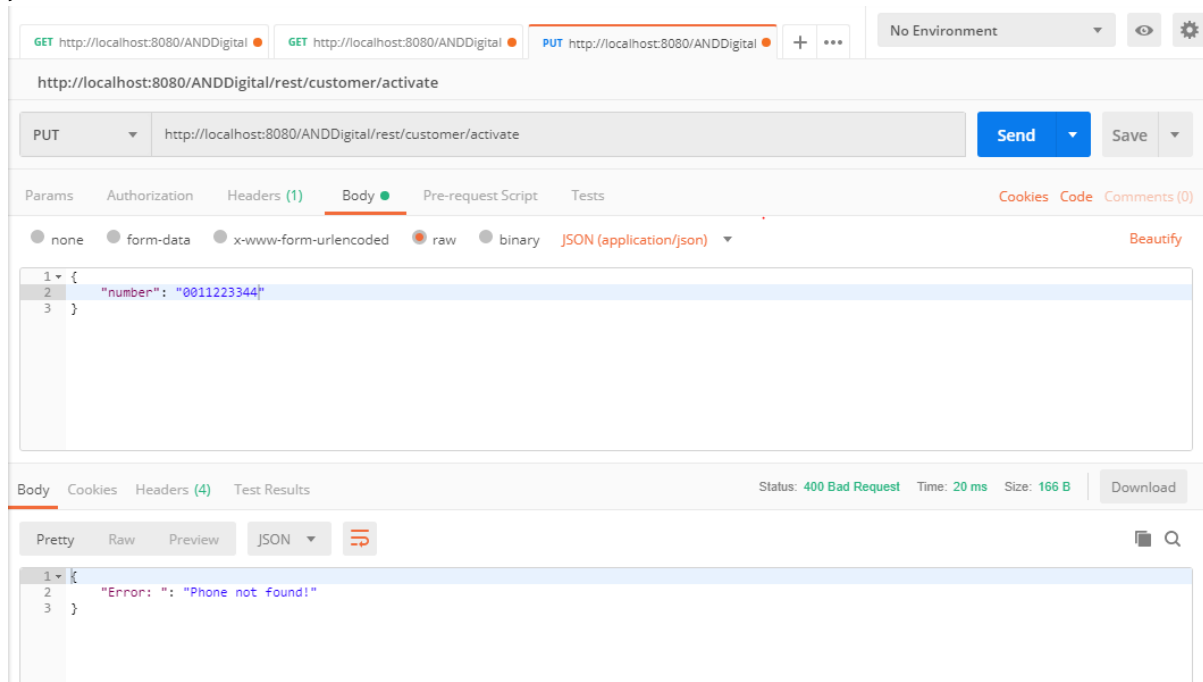 GET http://localhost:8080/ANDDigital GET http://localhost:8080/ANDDigital PUT http://localhost:8080/ANDDigital + ••• No Environment
http://localhost:8080/ANDDigital/rest/customer/activate
PUT http://localhost:8080/ANDDigital/rest/customer/activate Send Save
Params Authorization Headers (1) Body Pre-request Script Tests Cookies Code Comments (0)
none form-data x-www-form-urlencoded raw binary JSON (application/json) Beautify
1 {
2 "number": "0011223344"
3 }
Body Cookies Headers (4) Test Results Status: 400 Bad Request Time: 20 ms Size: 166 B Download
Pretty Raw Preview JSON
1 {
2 "Error: ": "Phone not found!"
3 }